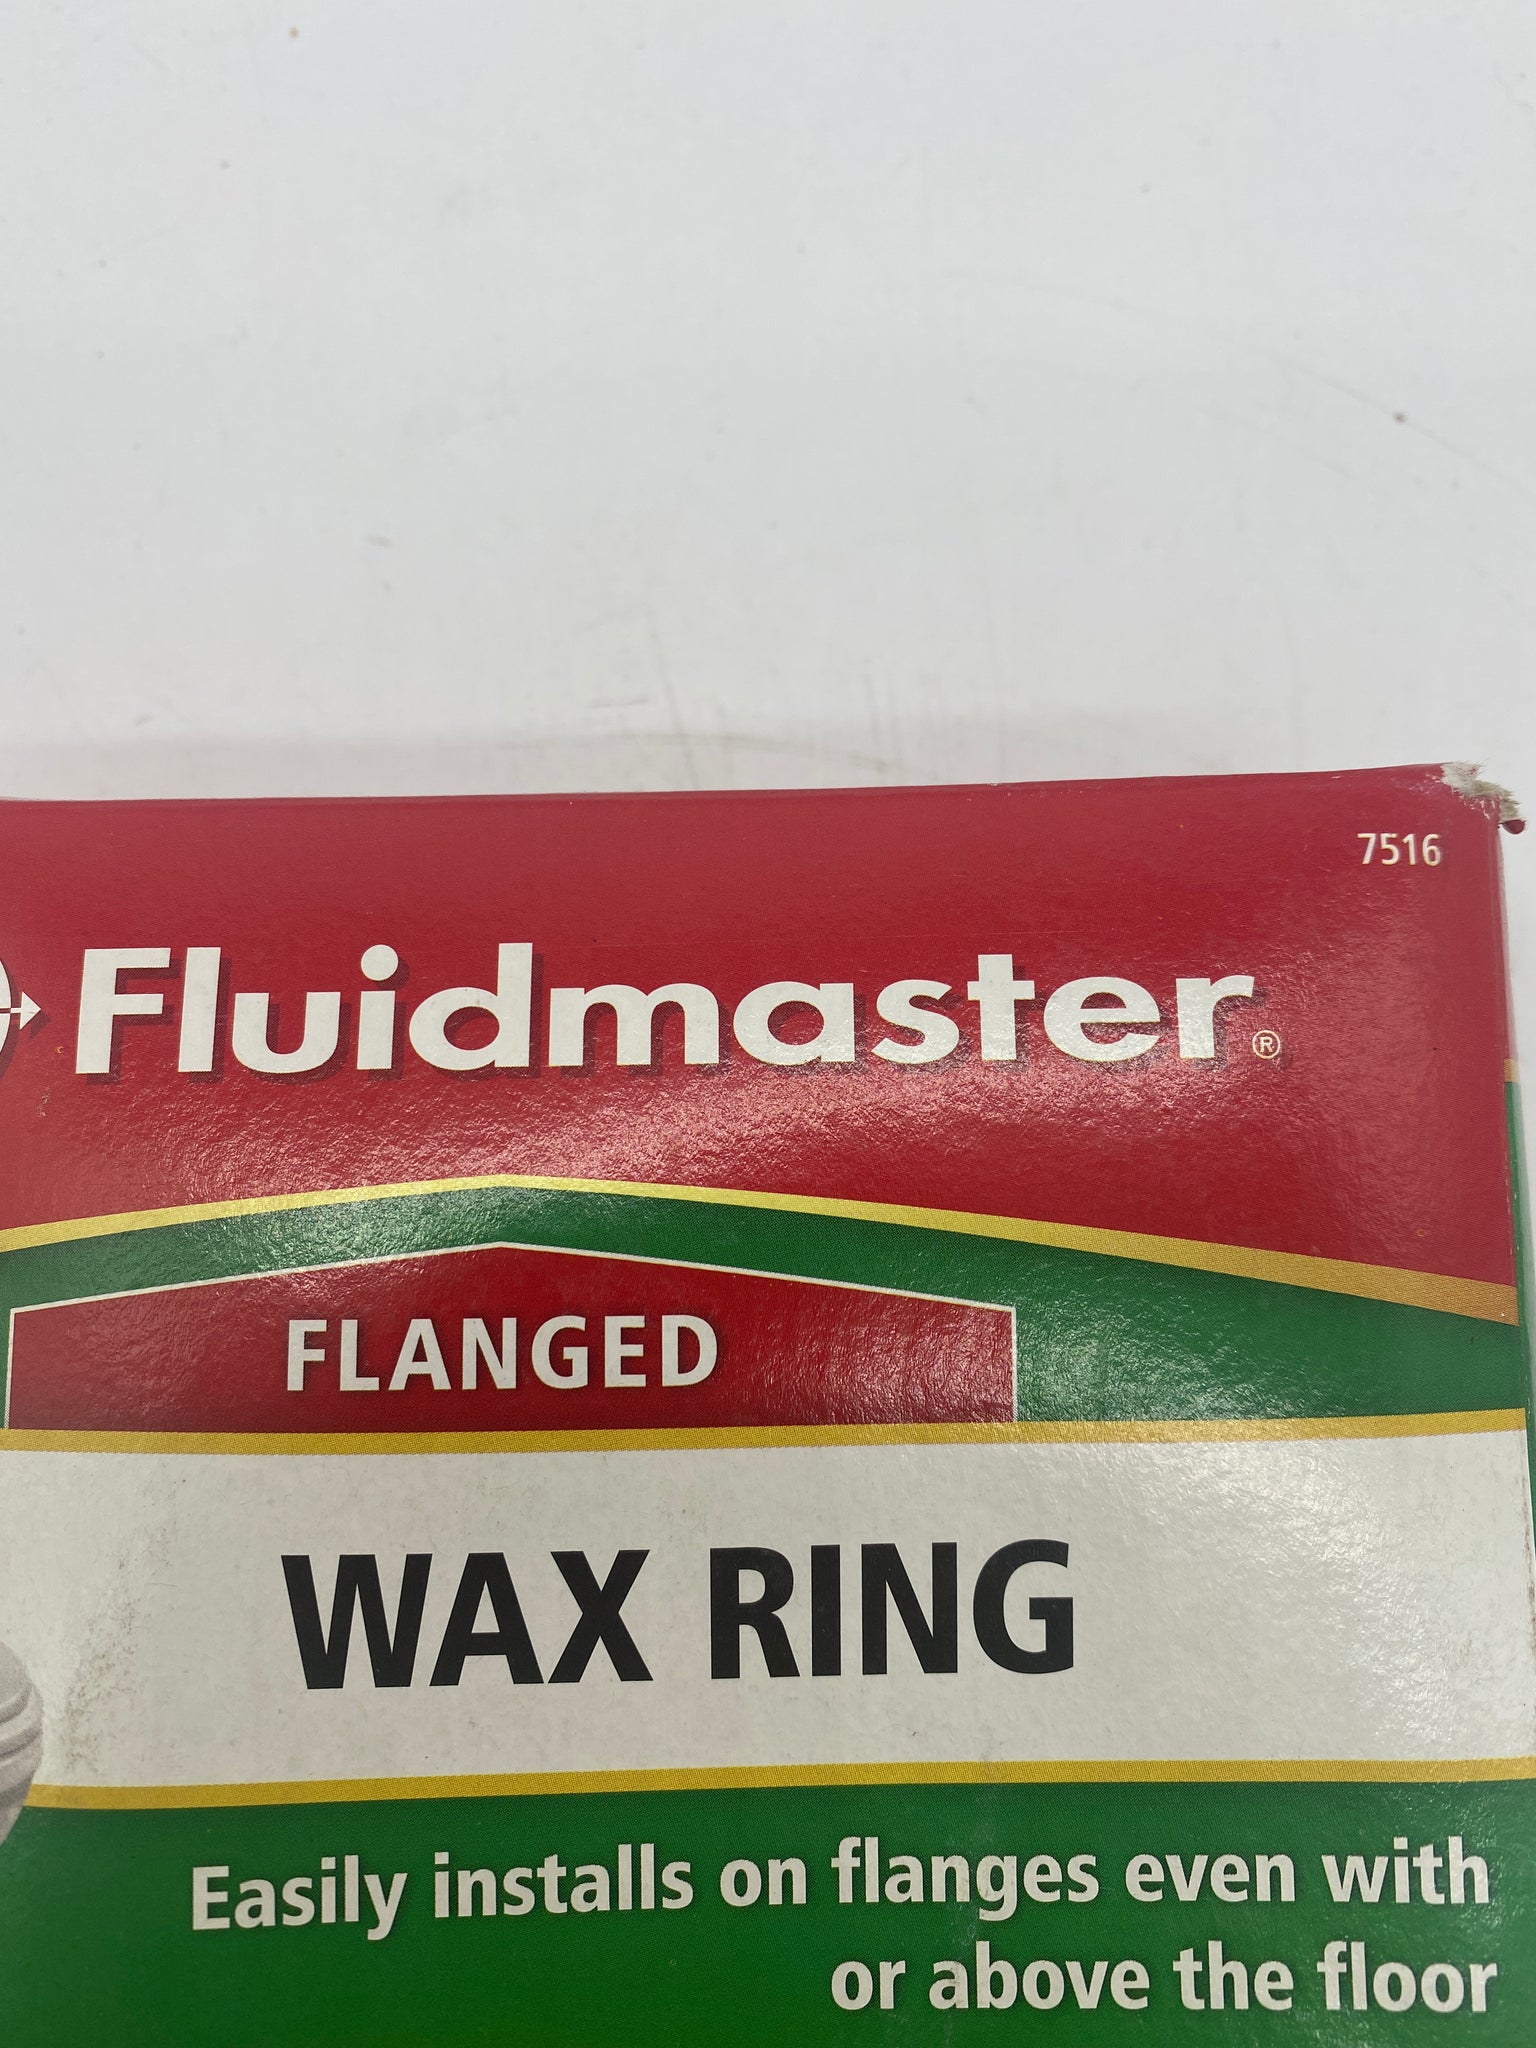 7516
Fluidmaster®
FLANGED
WAX RING
Easily installs on flanges even with
or above the floor